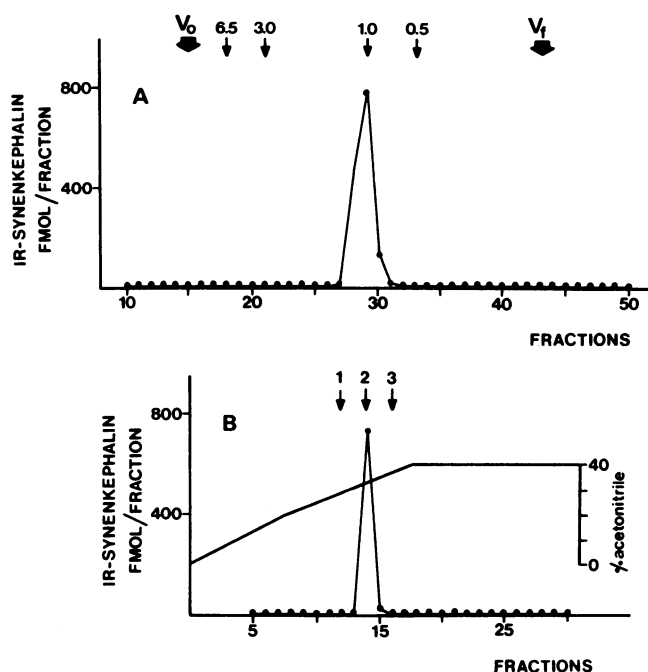 Vo 6.5 3.0 1.0 0.5 Vf
A
800
400
IR-SYNENKEPHALIN
FMOL/FRACTION
10 20 30 40 50
FRACTIONS
1 2 3
B
800
400
IR-SYNENKEPHALIN
FMOL/FRACTION
40
0
% acetonitrile
5 15 25
FRACTIONS